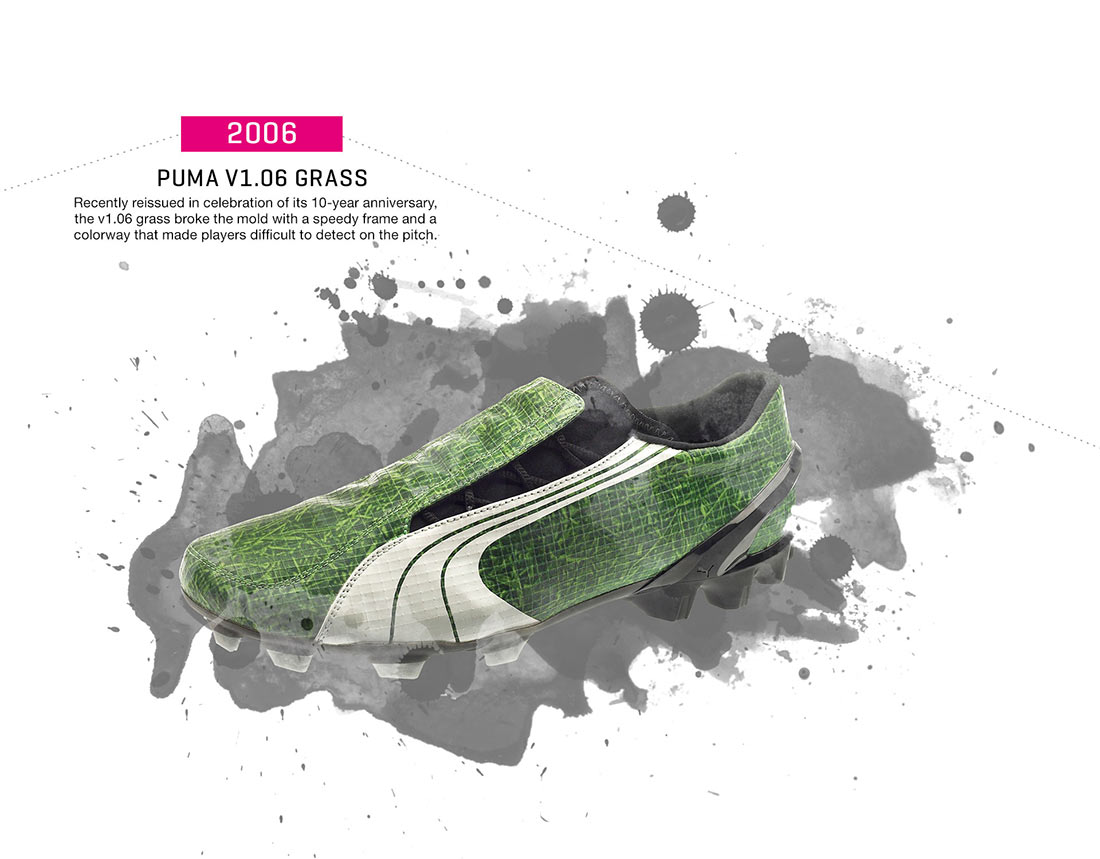 2006
PUMA V1.06 GRASS
Recently reissued in celebration of its 10-year anniversary,
the v1.06 grass broke the mold with a speedy frame and a
colorway that made players difficult to detect on the pitch.